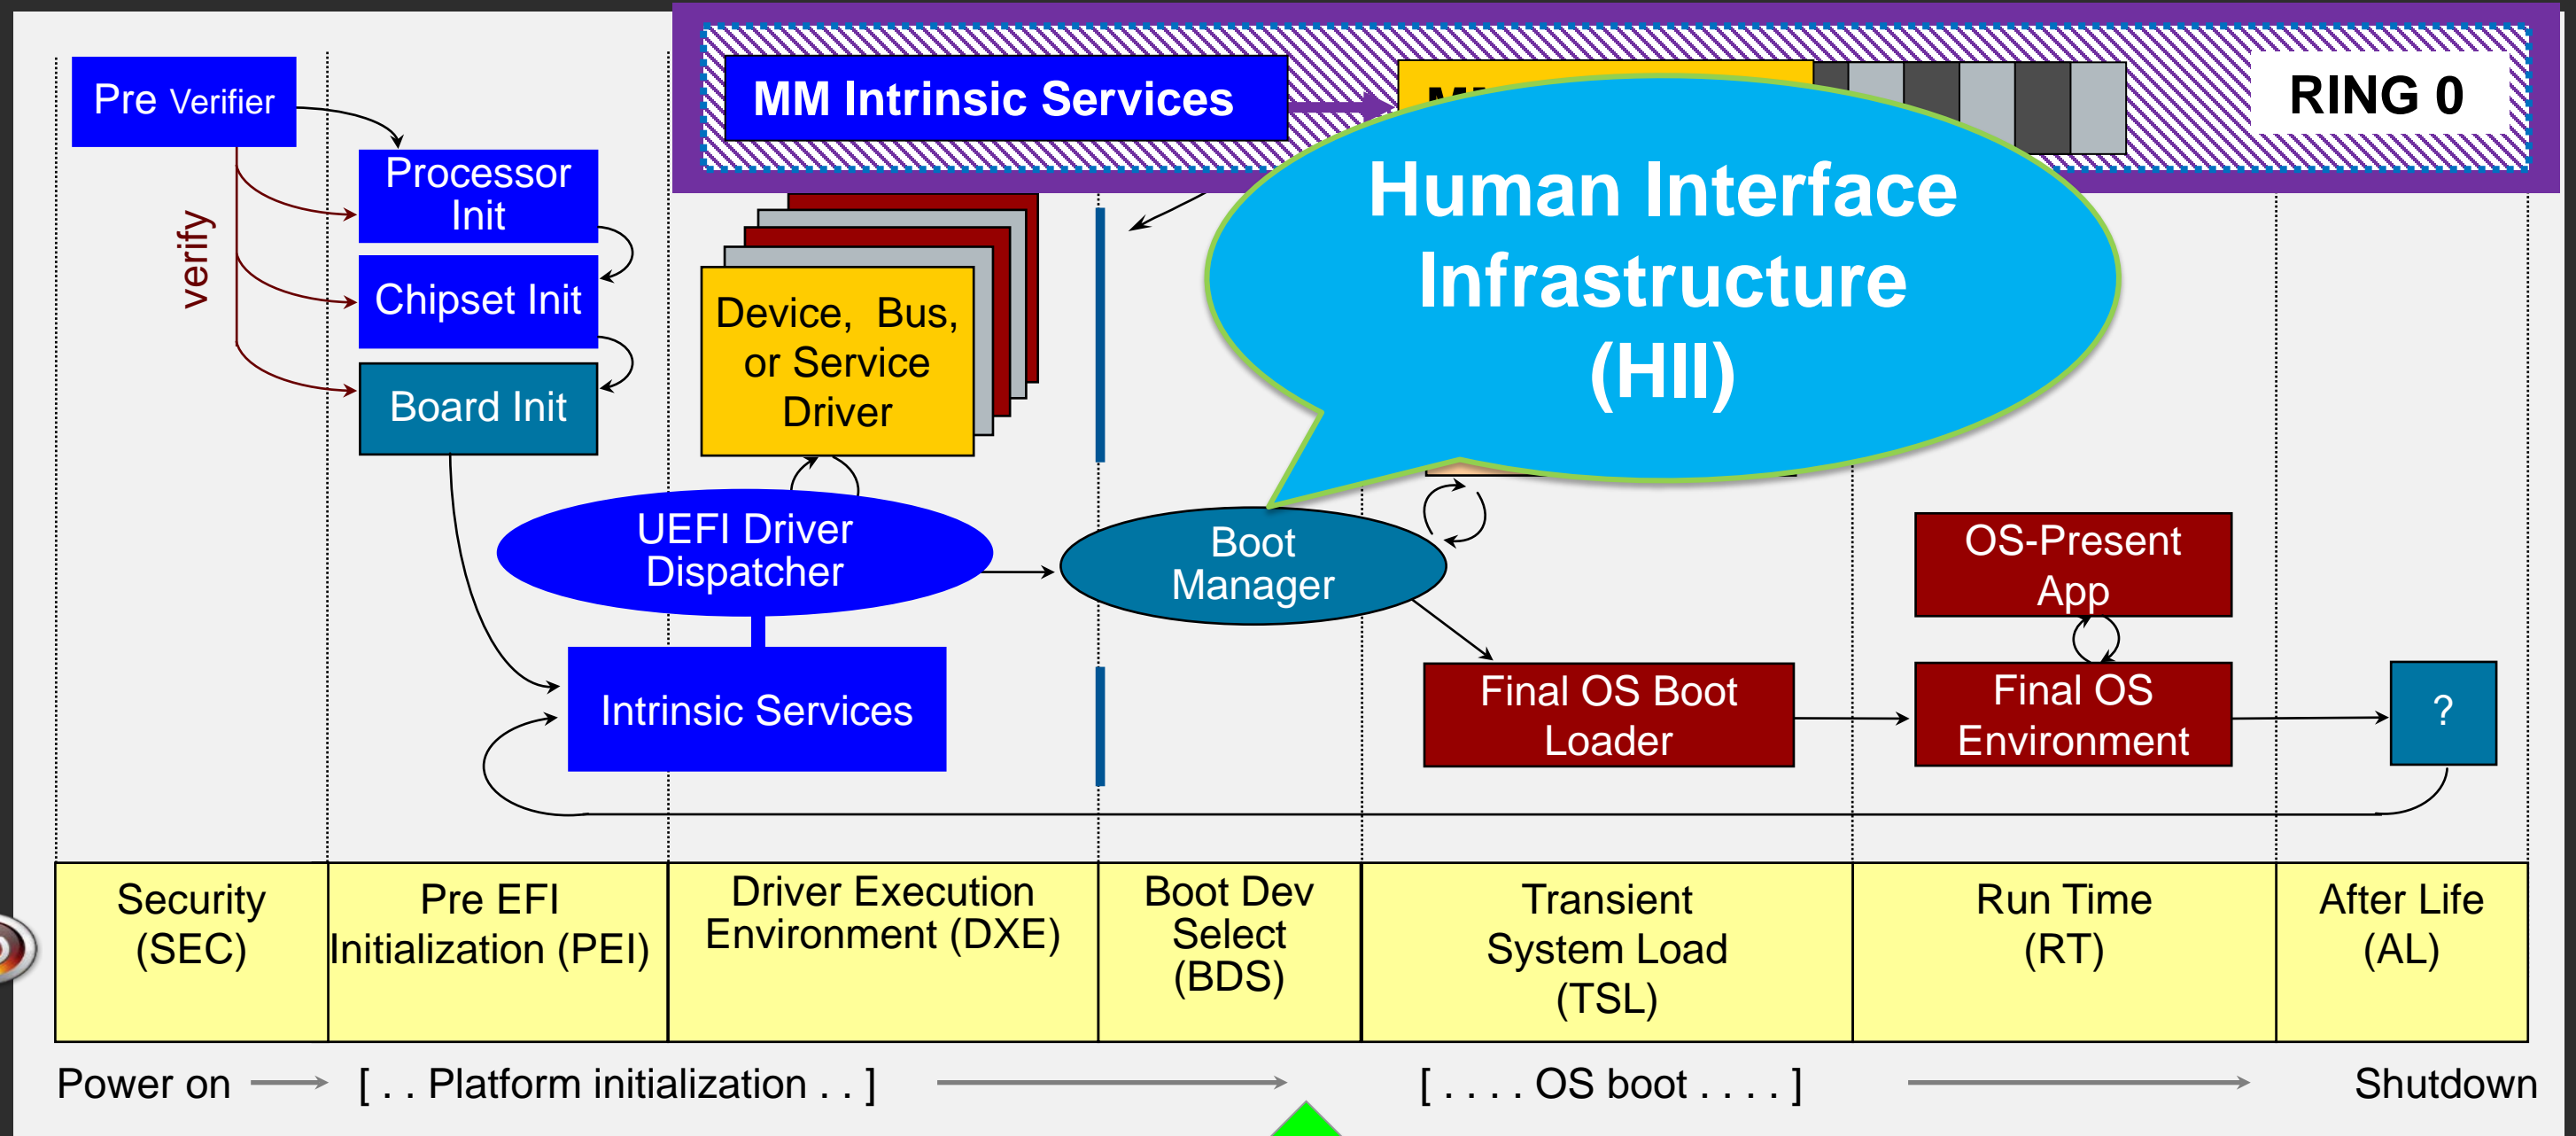 Pre Verifier
MM Intrinsic Services
RING 0
Processor
Init
Chipset Init
Board Init
verify
Human Interface
Infrastructure
(HII)
Device, Bus,
or Service
Driver
UEFI Driver
Dispatcher
Boot
Manager
Intrinsic Services
OS-Present
App
Final OS Boot
Loader
Final OS
Environment
?
Security
(SEC)
Pre EFI
Initialization (PEI)
Driver Execution
Environment (DXE)
Boot Dev
Select
(BDS)
Transient
System Load
(TSL)
Run Time
(RT)
After Life
(AL)
Power on
[ . . Platform initialization . . ]
[ . . . . OS boot . . . . ]
Shutdown